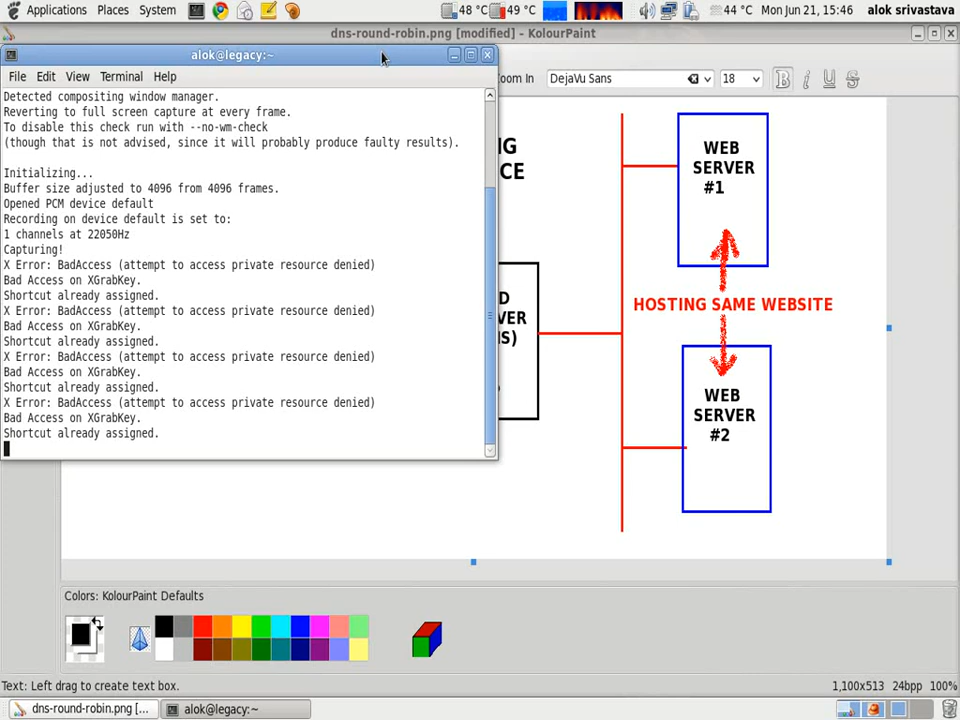 Applications Places System 48 °C 49 °C 44 °C Mon Jun 21, 15:46 alok srivastava
dns-round-robin.png [modified] - KolourPaint
alok@legacy:~
File Edit View Terminal Help
oom In DejaVu Sans 18 B i U S
Detected compositing window manager.
Reverting to full screen capture at every frame.
To disable this check run with --no-wm-check
(though that is not advised, since it will probably produce faulty results).
Initializing...
Buffer size adjusted to 4096 from 4096 frames.
Opened PCM device default
Recording on device default is set to:
1 channels at 22050Hz
Capturing!
X Error: BadAccess (attempt to access private resource denied)
Bad Access on XGrabKey.
Shortcut already assigned.
X Error: BadAccess (attempt to access private resource denied)
Bad Access on XGrabKey.
Shortcut already assigned.
X Error: BadAccess (attempt to access private resource denied)
Bad Access on XGrabKey.
Shortcut already assigned.
X Error: BadAccess (attempt to access private resource denied)
Bad Access on XGrabKey.
Shortcut already assigned.
NG
CE
D
VER
IS)
WEB
SERVER
#1
HOSTING SAME WEBSITE
WEB
SERVER
#2
Colors: KolourPaint Defaults
Text: Left drag to create text box. 1,100x513 24bpp 100%
dns-round-robin.png [... alok@legacy:~